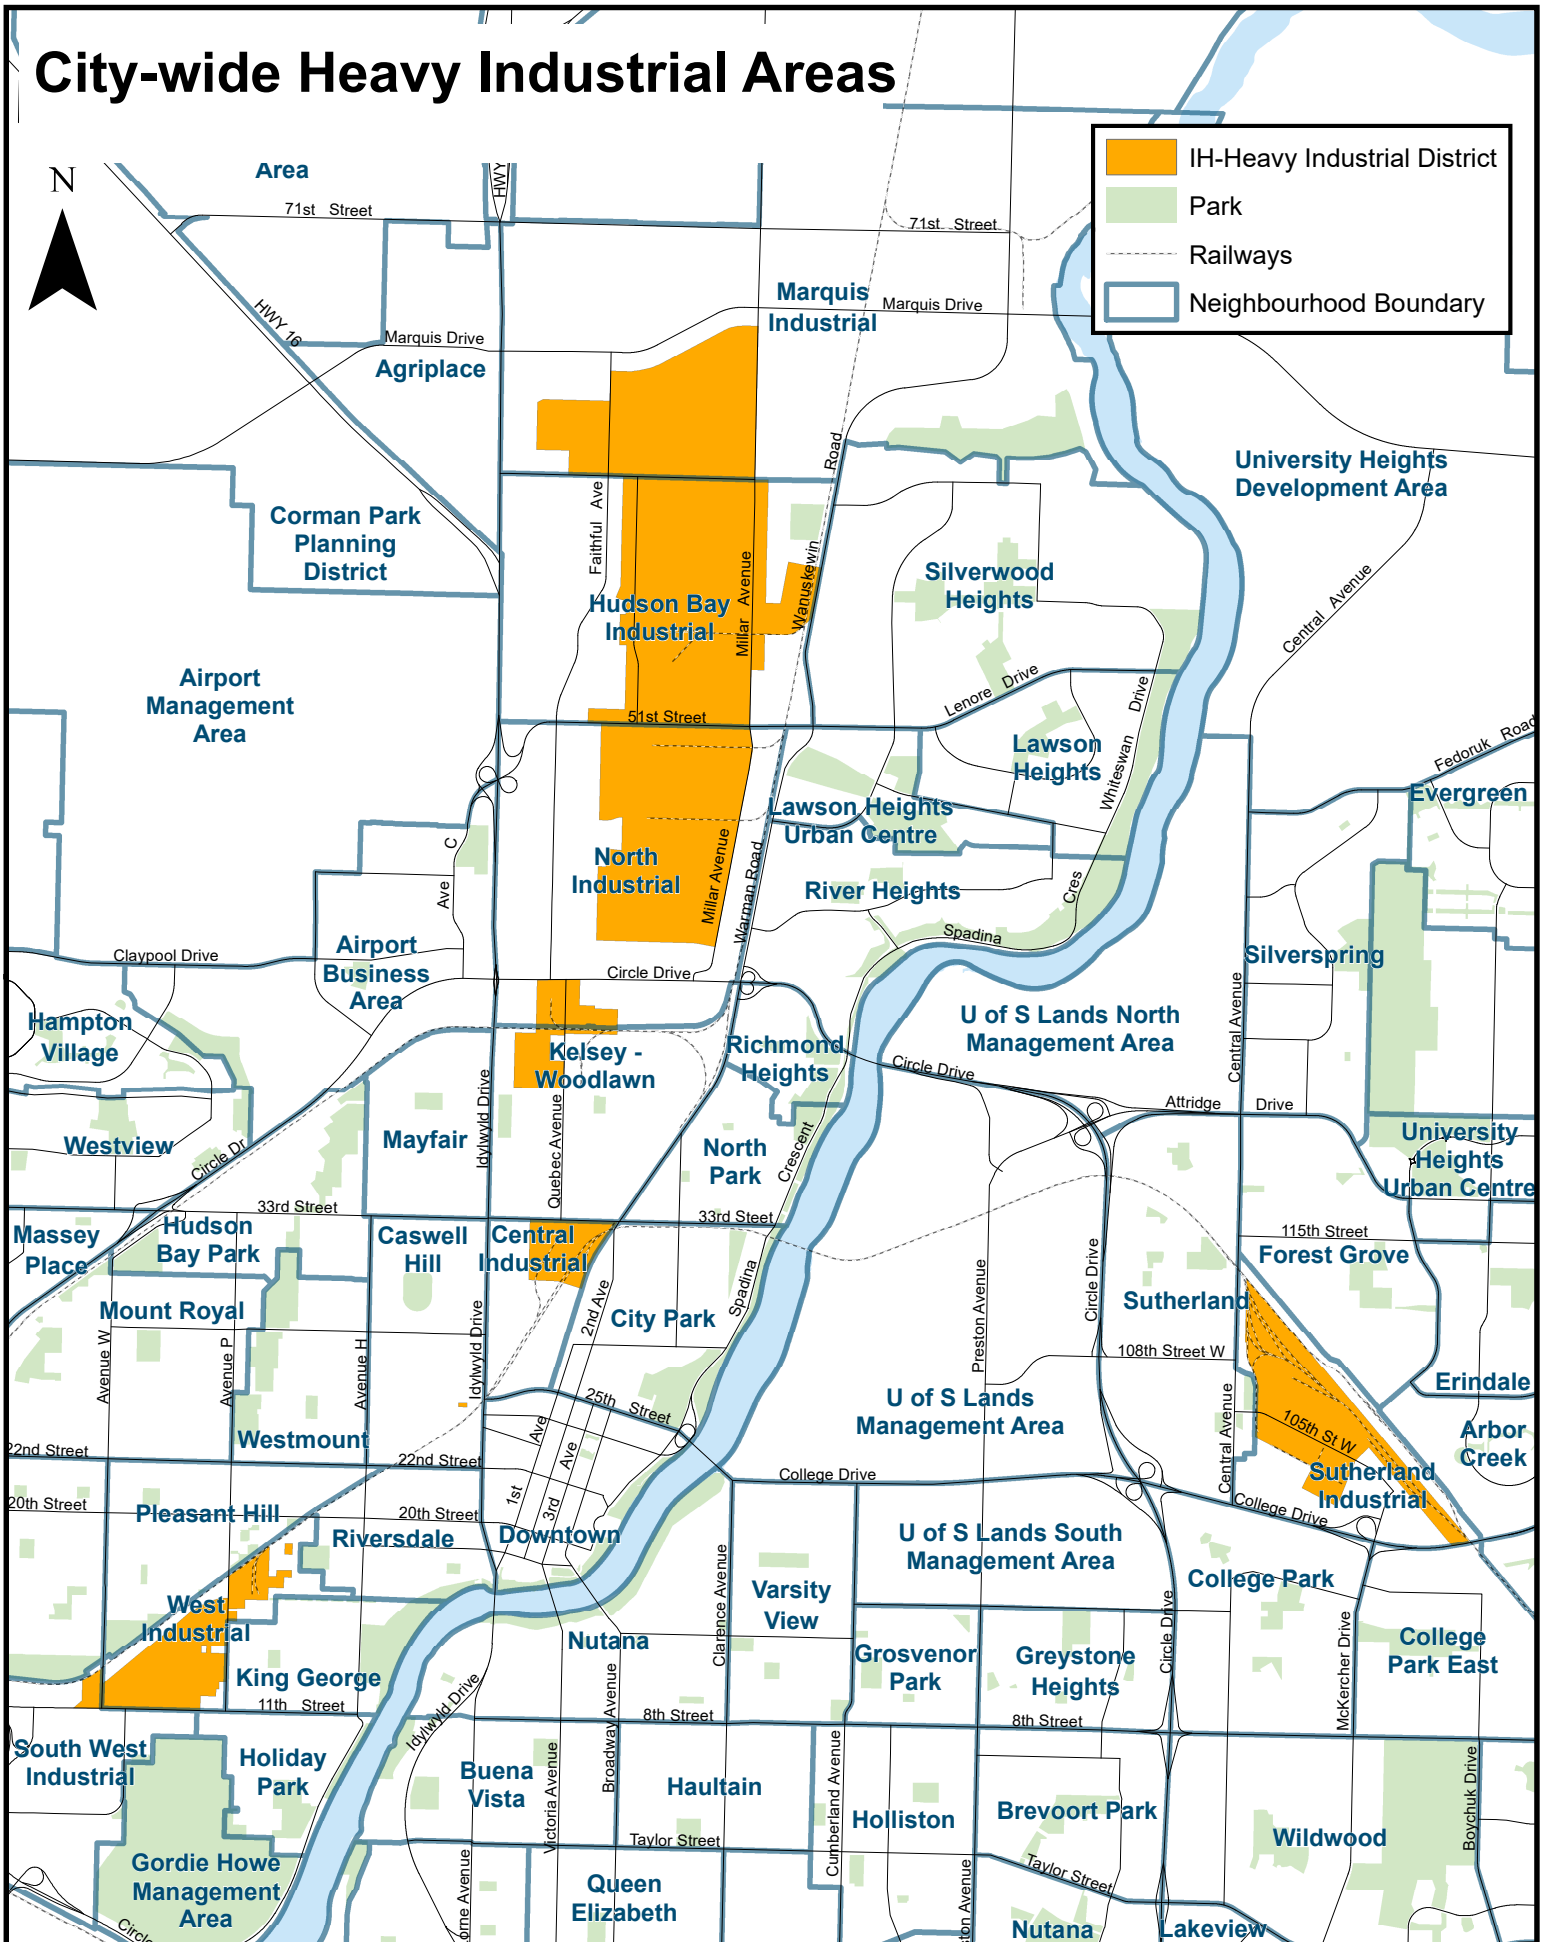 City-wide Heavy Industrial Areas
IH-Heavy Industrial District
Park
Railways
Neighbourhood Boundary
N
Area
HWY
71st Street
71st Street
Marquis
Industrial
Marquis Drive
HWY 16
Marquis Drive
Agriplace
Road
University Heights
Development Area
Corman Park
Planning
District
Faithful Ave
Millar Avenue
Wanuskewin
Silverwood
Heights
Hudson Bay
Industrial
Central Avenue
Airport
Management
Area
Lenore Drive
51st Street
Whiteswan Drive
Lawson
Heights
Fedoruk Road
Evergreen
Lawson Heights
Urban Centre
Ave C
North
Industrial
Millar Avenue
Warman Road
River Heights
Cres
Spadina
Airport
Business
Area
Claypool Drive
Circle Drive
Silverspring
Central Avenue
Hampton
Village
U of S Lands North
Management Area
Kelsey -
Woodlawn
Richmond
Heights
Circle Drive
Attridge Drive
Westview
Circle Dr
Mayfair
Idylwyld Drive
Quebec Avenue
North
Park
Crescent
University
Heights
Urban Centre
33rd Street
33rd Steet
Massey
Place
Hudson
Bay Park
Caswell
Hill
Central
Industrial
115th Street
Forest Grove
Mount Royal
2nd Ave
City Park
Spadina
Preston Avenue
Circle Drive
Sutherland
108th Street W
Avenue W
Avenue P
Avenue H
Idylwyld Drive
25th Street
U of S Lands
Management Area
Central Avenue
105th St W
Erindale
Arbor
Creek
Westmount
22nd Street
22nd Street
Ave
Ave
College Drive
Sutherland
Industrial
College Drive
20th Street
Pleasant Hill
20th Street
1st
3rd
Riversdale
Downtown
U of S Lands South
Management Area
Clarence Avenue
Varsity
View
College Park
West
Industrial
Nutana
Circle Drive
McKercher Drive
College
Park East
King George
Grosvenor
Park
Greystone
Heights
11th Street
Idylwyld Drive
Broadway Avenue
8th Street
8th Street
South West
Industrial
Holiday
Park
Buena
Vista
Victoria Avenue
Haultain
Cumberland Avenue
Holliston
Brevoort Park
Wildwood
Boychuk Drive
Taylor Street
Taylor Street
Gordie Howe
Management
Area
Circle
orne Avenue
Queen
Elizabeth
ston Avenue
Nutana
Lakeview